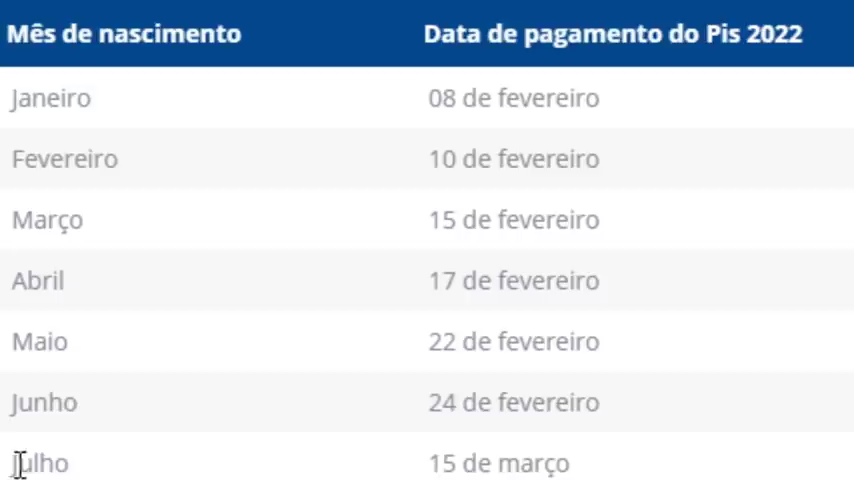 Mês de nascimento Data de pagamento do Pis 2022
Janeiro 08 de fevereiro
Fevereiro 10 de fevereiro
Março 15 de fevereiro
Abril 17 de fevereiro
Maio 22 de fevereiro
Junho 24 de fevereiro
Julho 15 de março